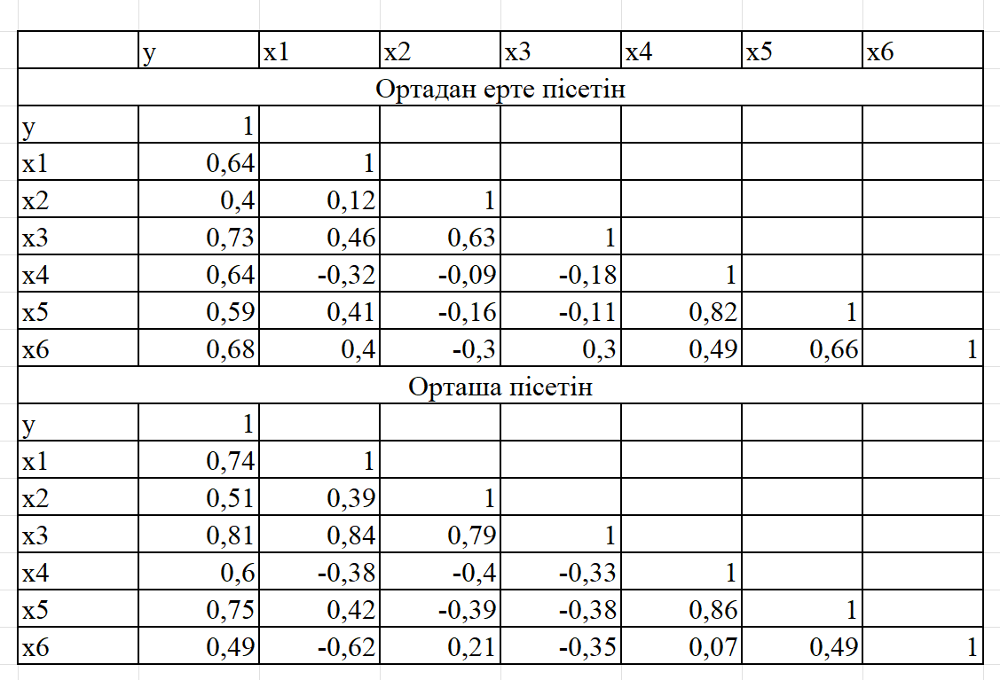 y x1 x2 x3 x4 x5 x6
Ортадан ерте пісетін
y 1
x1 0,64 1
x2 0,4 0,12 1
x3 0,73 0,46 0,63 1
x4 0,64 -0,32 -0,09 -0,18 1
x5 0,59 0,41 -0,16 -0,11 0,82 1
x6 0,68 0,4 -0,3 0,3 0,49 0,66 1
Орташа пісетін
y 1
x1 0,74 1
x2 0,51 0,39 1
x3 0,81 0,84 0,79 1
x4 0,6 -0,38 -0,4 -0,33 1
x5 0,75 0,42 -0,39 -0,38 0,86 1
x6 0,49 -0,62 0,21 -0,35 0,07 0,49 1